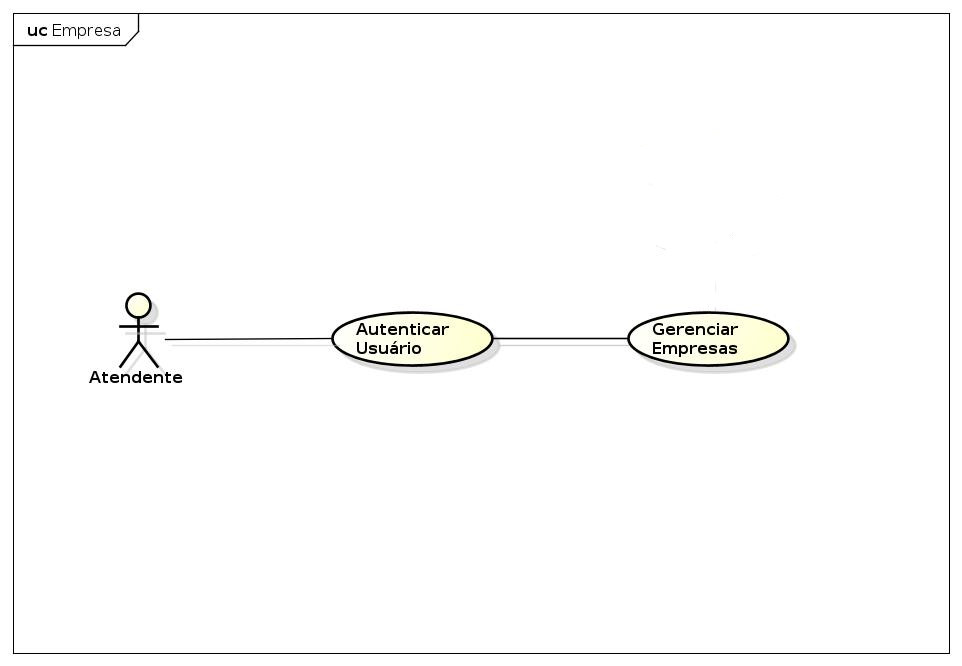 uc Empresa
Autenticar
Usuário
Gerenciar
Empresas
Atendente